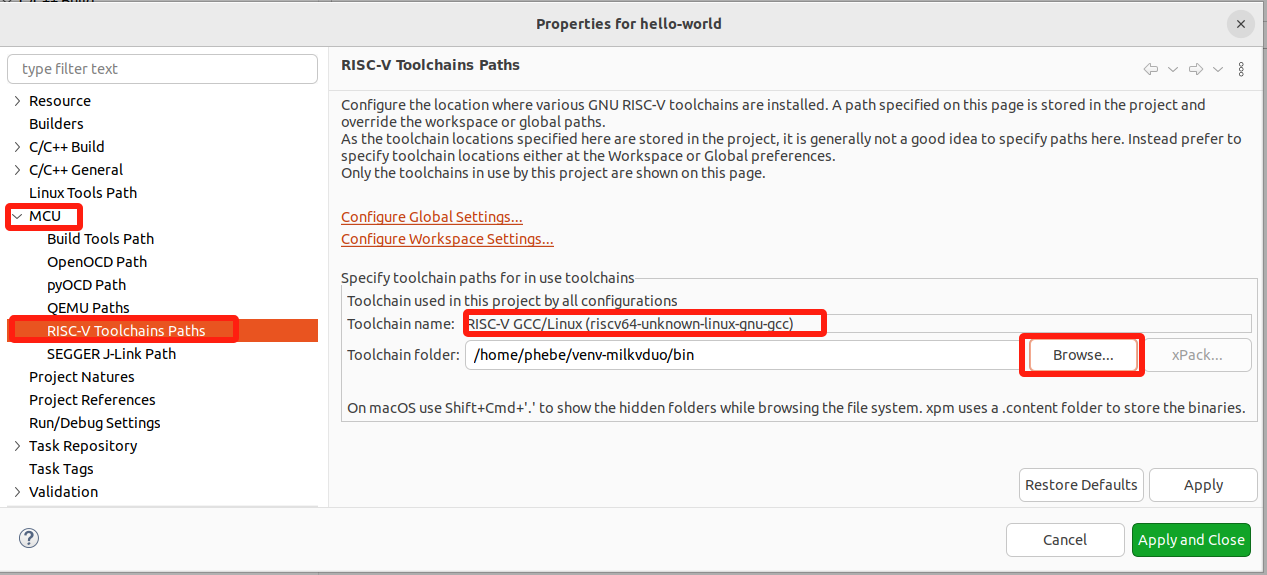 Properties for hello-world
type filter text
Resource
Builders
C/C++ Build
C/C++ General
Linux Tools Path
MCU
Build Tools Path
OpenOCD Path
pyOCD Path
QEMU Paths
RISC-V Toolchains Paths
SEGGER J-Link Path
Project Natures
Project References
Run/Debug Settings
Task Repository
Task Tags
Validation
RISC-V Toolchains Paths
Configure the location where various GNU RISC-V toolchains are installed. A path specified on this page is stored in the project and
override the workspace or global paths.
As the toolchain locations specified here are stored in the project, it is generally not a good idea to specify paths here. Instead prefer to
specify toolchain locations either at the Workspace or Global preferences.
Only the toolchains in use by this project are shown on this page.
Configure Global Settings...
Configure Workspace Settings...
Specify toolchain paths for in use toolchains
Toolchain used in this project by all configurations
Toolchain name: RISC-V GCC/Linux (riscv64-unknown-linux-gnu-gcc)
Toolchain folder: /home/phebe/venv-milkvduo/bin Browse... xPack...
On macOS use Shift+Cmd+'.' to show the hidden folders while browsing the file system. xpm uses a .content folder to store the binaries.
Restore Defaults Apply
Cancel Apply and Close